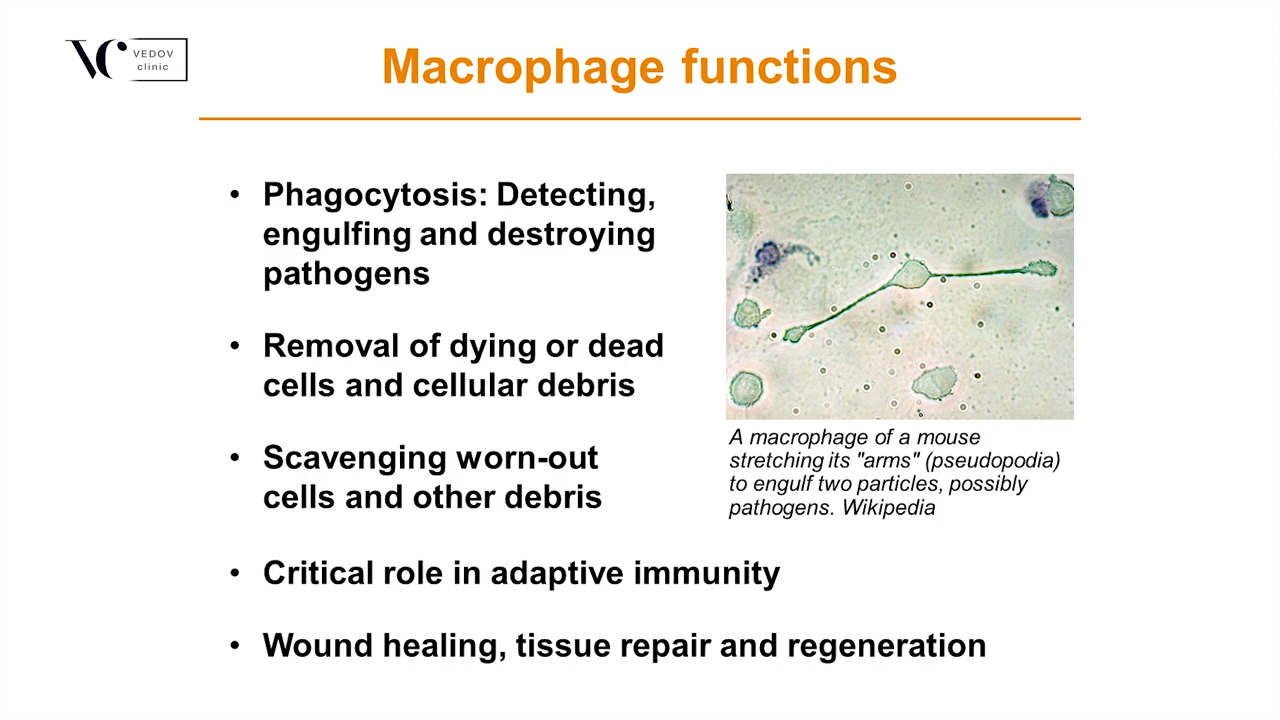 VC
VEDOV
clinic
Macrophage functions
• Phagocytosis: Detecting,
engulfing and destroying
pathogens
• Removal of dying or dead
cells and cellular debris
• Scavenging worn-out
cells and other debris
• Critical role in adaptive immunity
• Wound healing, tissue repair and regeneration
A macrophage of a mouse
stretching its "arms" (pseudopodia)
to engulf two particles, possibly
pathogens. Wikipedia